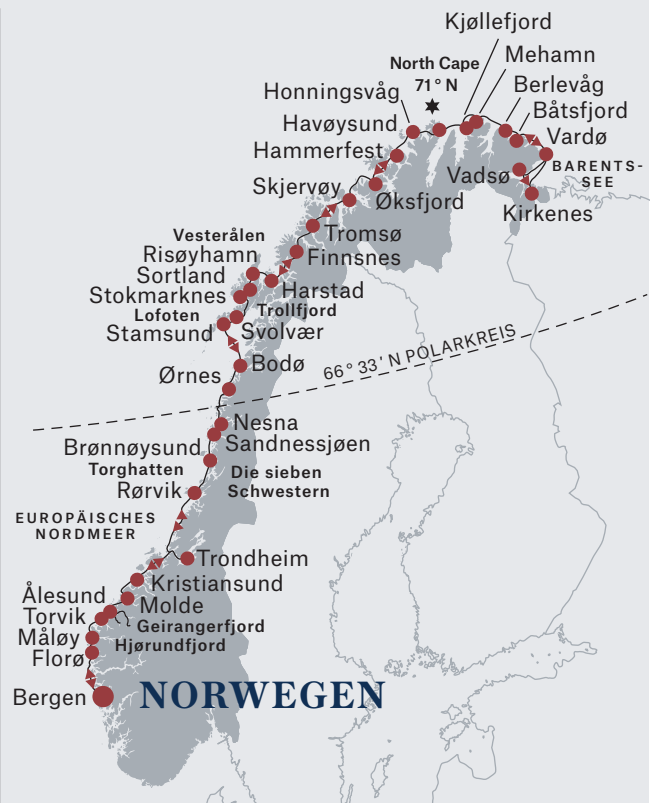 Kjøllefjord
Mehamn
North Cape
71° N
Berlevåg
Honningsvåg
Båtsfjord
Havøysund
Vardø
Hammerfest
BARENTS-
SEE
Vadsø
Skjervøy
Øksfjord
Kirkenes
Tromsø
Vesterålen
Finnsnes
Risøyhamn
Sortland
Harstad
Stokmarknes
Trollfjord
Lofoten
Svolvær
Stamsund
66° 33' N POLARKREIS
Bodø
Ørnes
Nesna
Sandnessjøen
Brønnøysund
Torghatten
Die sieben
Schwestern
Rørvik
EUROPÄISCHES
NORDMEER
Trondheim
Kristiansund
Ålesund
Molde
Torvik
Geirangerfjord
Måløy
Hjørundfjord
Florø
Bergen
NORWEGEN